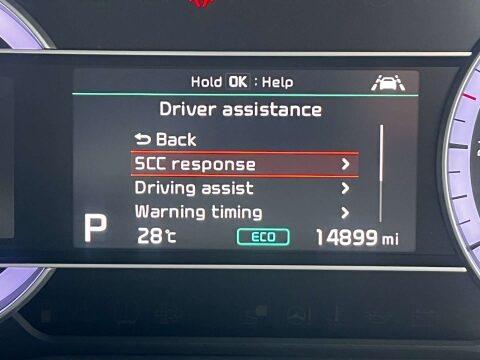 Hold OK : Help
Driver assistance
Back
SCC response
Driving assist
Warning timing
P 28℃ ECO 14899 mi